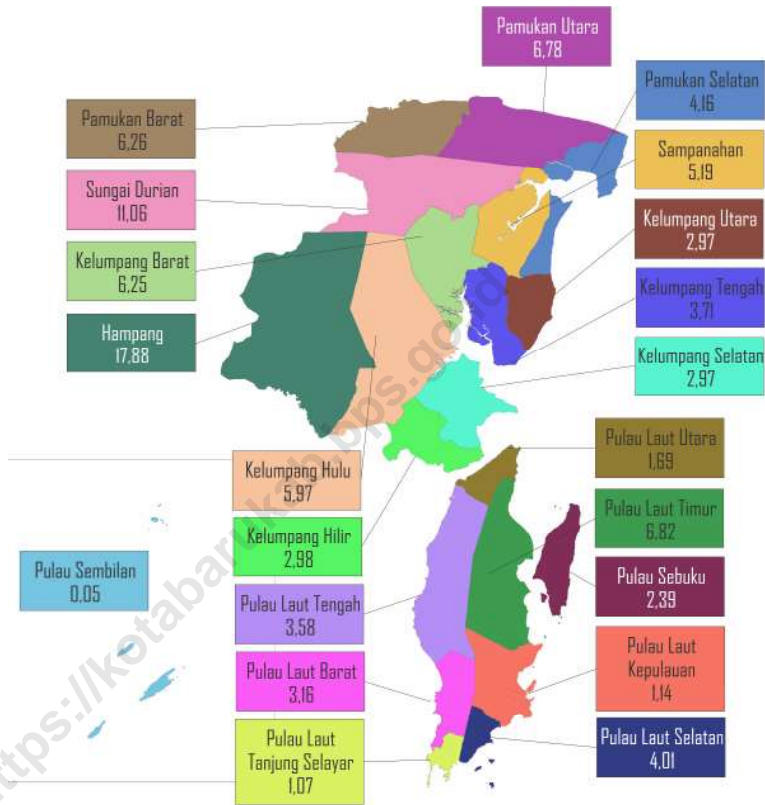 Pamukan Utara
6,78
Pamukan Selatan
4,16
Pamukan Barat
6,26
Sampanahan
5,19
Sungai Durian
11,06
Kelumpang Utara
2,97
Kelumpang Barat
6,25
Kelumpang Tengah
3,71
Hampang
17,88
Kelumpang Selatan
2,97
Pulau Laut Utara
1,69
Kelumpang Hulu
5,97
Pulau Laut Timur
6,82
Kelumpang Hilir
2,98
Pulau Sembilan
0,05
Pulau Sebuku
2,39
Pulau Laut Tengah
3,58
Pulau Laut
Kepulauan
1,14
Pulau Laut Barat
3,16
Pulau Laut
Tanjung Selayar
1,07
Pulau Laut Selatan
4,01
https://kotabarukab.bps.go.id